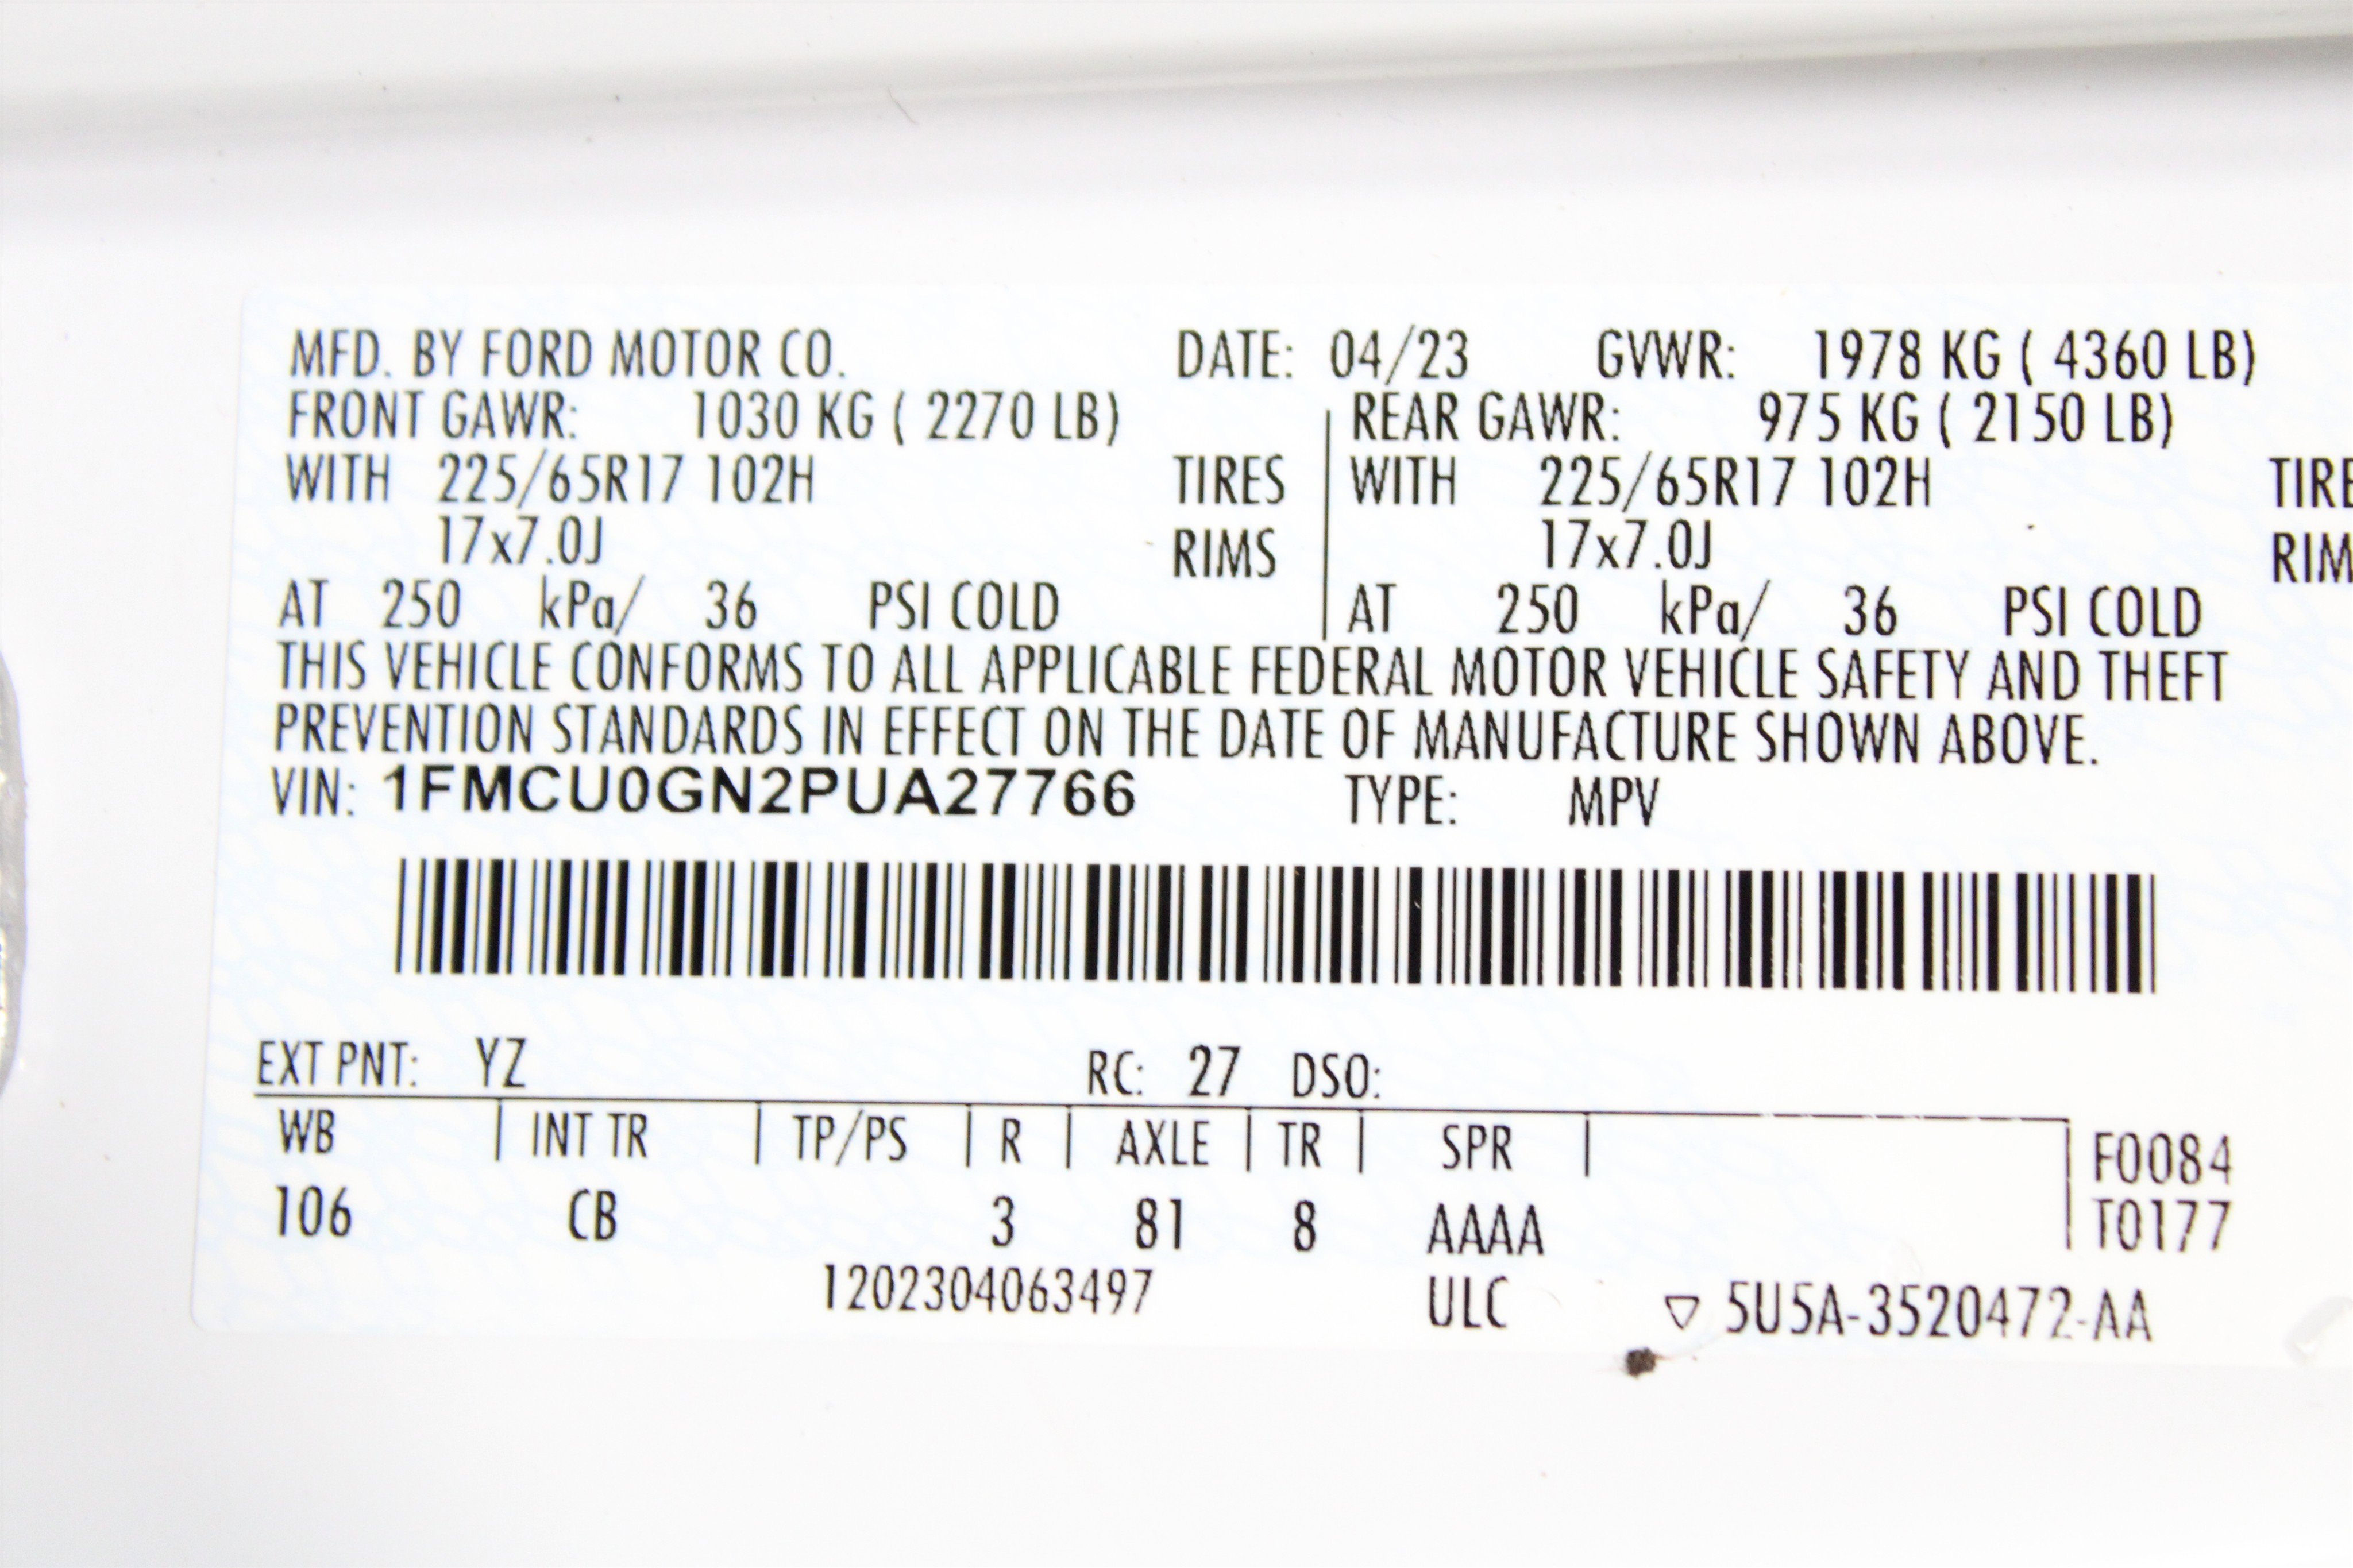 MFD. BY FORD MOTOR CO. DATE: 04/23 GVWR: 1978 KG ( 4360 LB)
FRONT GAWR: 1030 KG ( 2270 LB) REAR GAWR: 975 KG ( 2150 LB)
WITH 225/65R17 102H TIRES WITH 225/65R17 102H TIRE
17x7.0J RIMS 17x7.0J RIM
AT 250 kPa/ 36 PSI COLD AT 250 kPa/ 36 PSI COLD
THIS VEHICLE CONFORMS TO ALL APPLICABLE FEDERAL MOTOR VEHICLE SAFETY AND THEFT
PREVENTION STANDARDS IN EFFECT ON THE DATE OF MANUFACTURE SHOWN ABOVE.
VIN: 1FMCU0GN2PUA27766 TYPE: MPV
EXT PNT: YZ RC: 27 DSO:
WB INT TR TP/PS R AXLE TR SPR F0084
106 CB 3 81 8 AAAA T0177
1202304063497 ULC ▽ 5U5A-3520472-AA